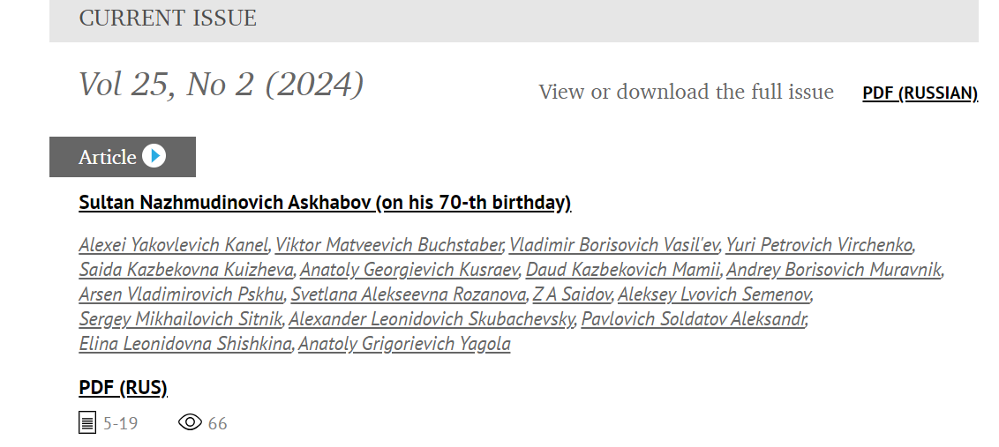 CURRENT ISSUE
Vol 25, No 2 (2024)
View or download the full issue PDF (RUSSIAN)
Article
Sultan Nazhmudinovich Askhabov (on his 70-th birthday)
Alexei Yakovlevich Kanel, Viktor Matveevich Buchstaber, Vladimir Borisovich Vasil'ev, Yuri Petrovich Virchenko,
Saida Kazbekovna Kuizheva, Anatoly Georgievich Kusraev, Daud Kazbekovich Mamii, Andrey Borisovich Muravnik,
Arsen Vladimirovich Pskhu, Svetlana Alekseevna Rozanova, Z A Saidov, Aleksey Lvovich Semenov,
Sergey Mikhailovich Sitnik, Alexander Leonidovich Skubachevsky, Pavlovich Soldatov Aleksandr,
Elina Leonidovna Shishkina, Anatoly Grigorievich Yagola
PDF (RUS)
5-19 66